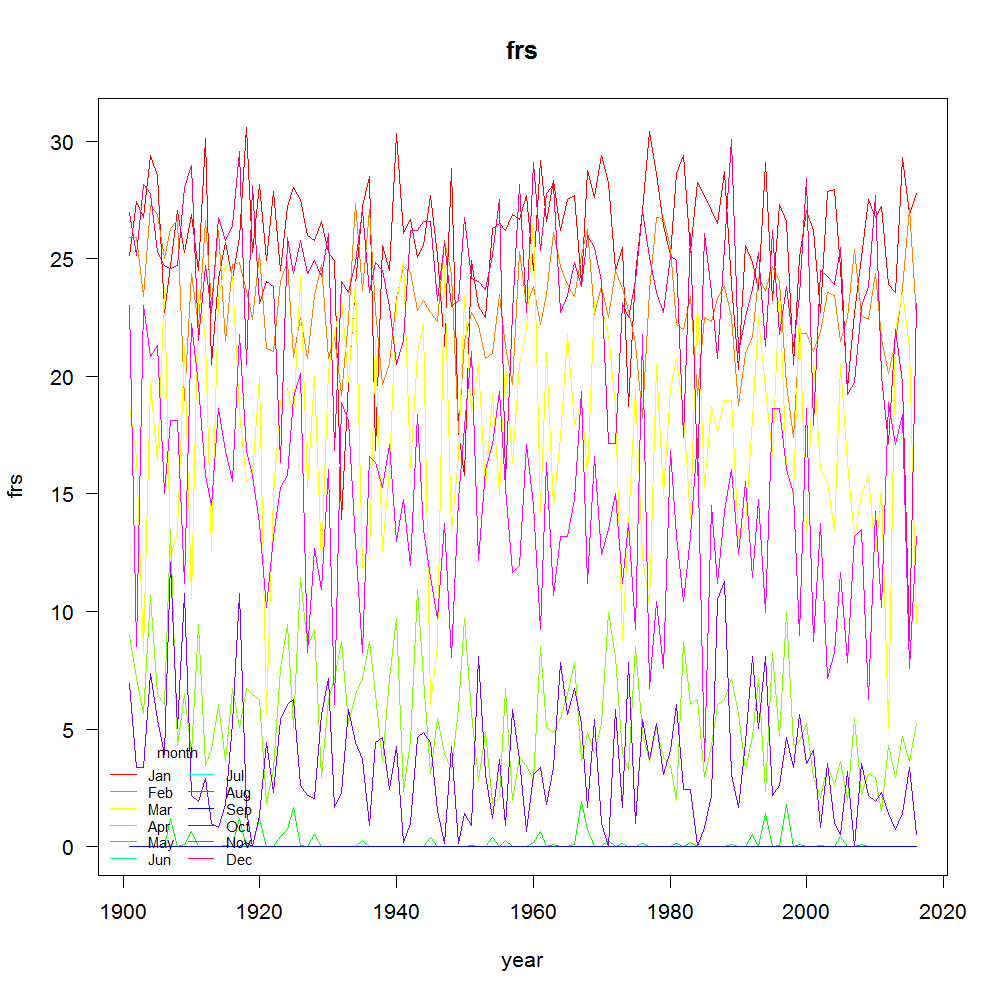 frs
frs
30
25
20
15
10
5
0
month
Jan Jul
Feb Aug
Mar Sep
Apr Oct
May Nov
Jun Dec
1900 1920 1940 1960 1980 2000 2020
year